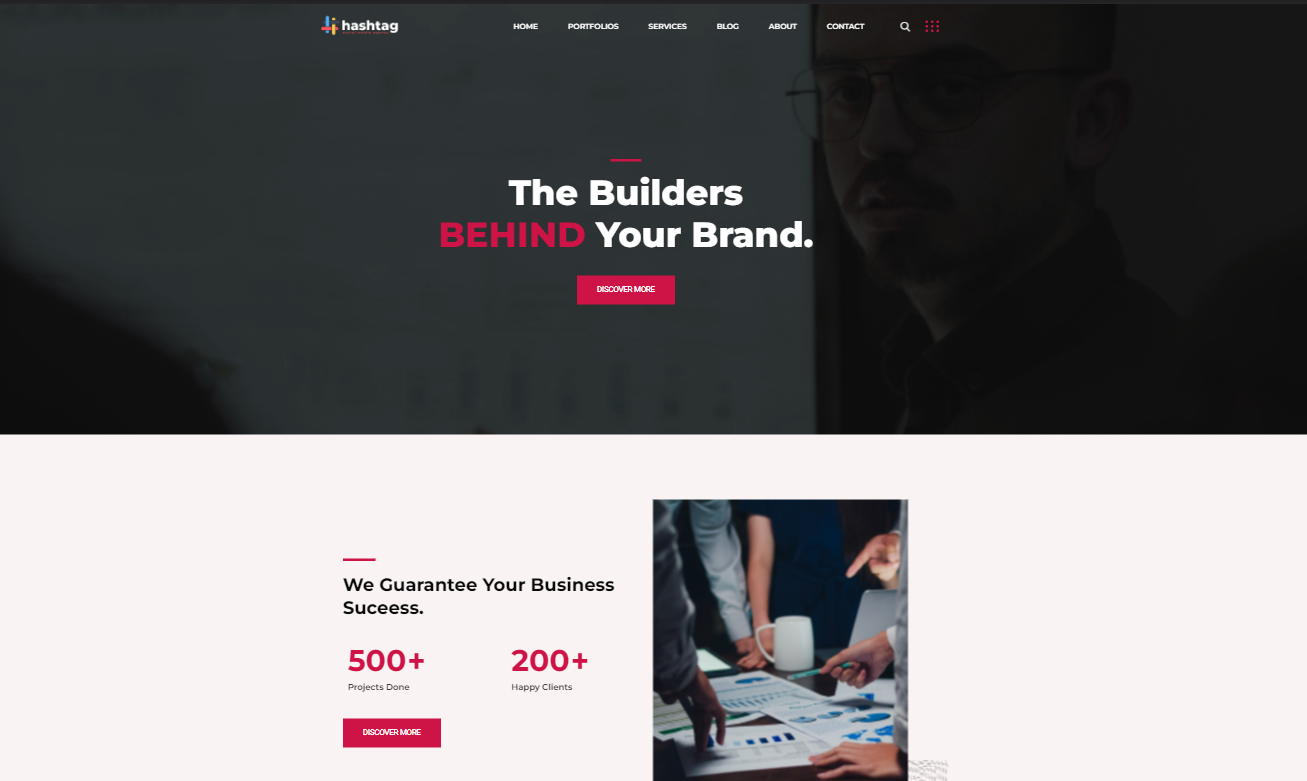 hashtag
HOME PORTFOLIOS SERVICES BLOG ABOUT CONTACT
The Builders
BEHIND Your Brand.
DISCOVER MORE
We Guarantee Your Business
Suceess.
500+ 200+
Projects Done Happy Clients
DISCOVER MORE